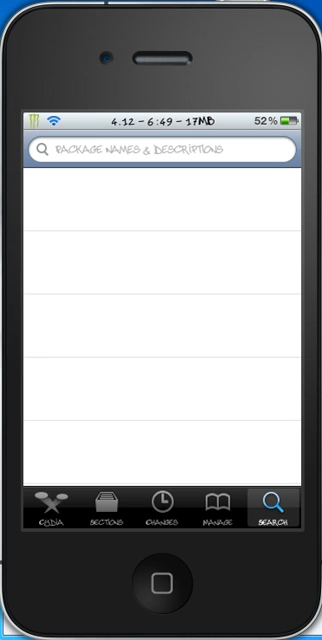 4.12 - 6:49 - 17MB
52%
PACKAGE NAMES & DESCRIPTIONS
CYDIA
SECTIONS
CHANGES
MANAGE
SEARCH